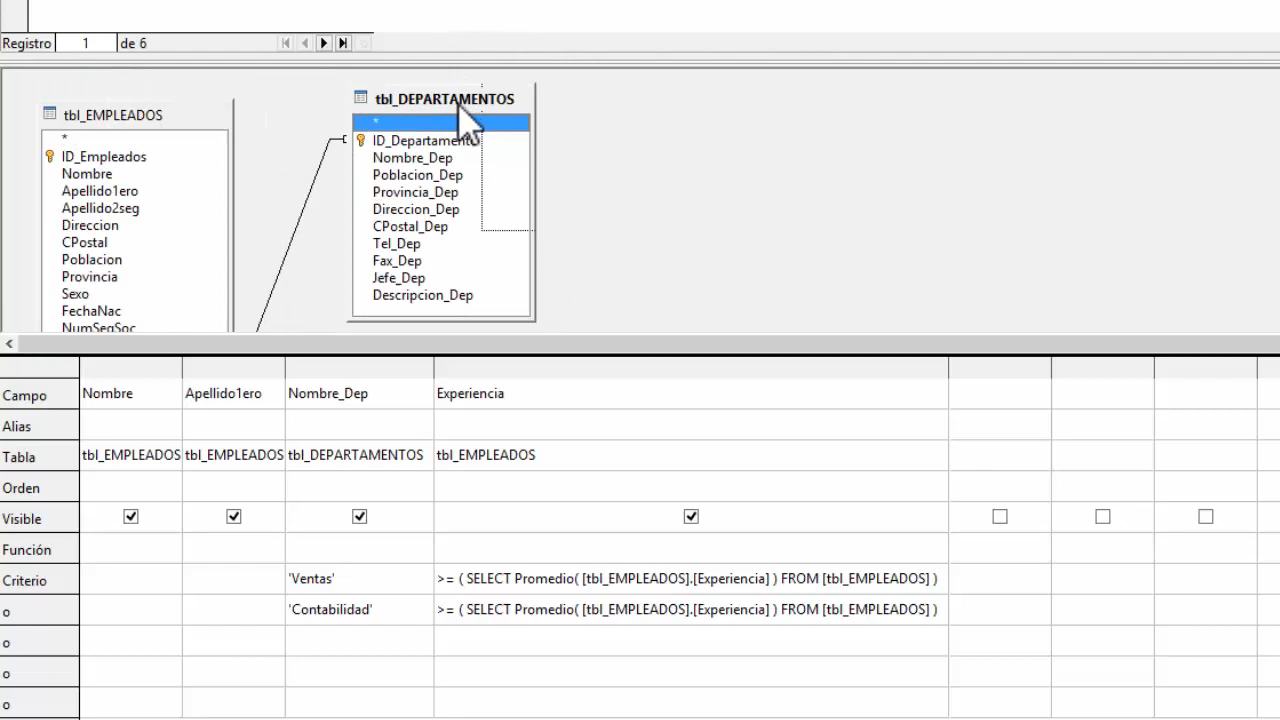 Registro 1 de 6
tbl_EMPLEADOS
*
ID_Empleados
Nombre
Apellido1ero
Apellido2seg
Direccion
CPostal
Poblacion
Provincia
Sexo
FechaNac
NumSegSoc
tbl_DEPARTAMENTOS
*
ID_Departamento
Nombre_Dep
Poblacion_Dep
Provincia_Dep
Direccion_Dep
CPostal_Dep
Tel_Dep
Fax_Dep
Jefe_Dep
Descripcion_Dep
Campo Nombre Apellido1ero Nombre_Dep Experiencia
Alias
Tabla tbl_EMPLEADOS tbl_EMPLEADOS tbl_DEPARTAMENTOS tbl_EMPLEADOS
Orden
Visible
Función
Criterio 'Ventas' >= ( SELECT Promedio( [tbl_EMPLEADOS].[Experiencia] ) FROM [tbl_EMPLEADOS] )
o 'Contabilidad' >= ( SELECT Promedio( [tbl_EMPLEADOS].[Experiencia] ) FROM [tbl_EMPLEADOS] )
o
o
o